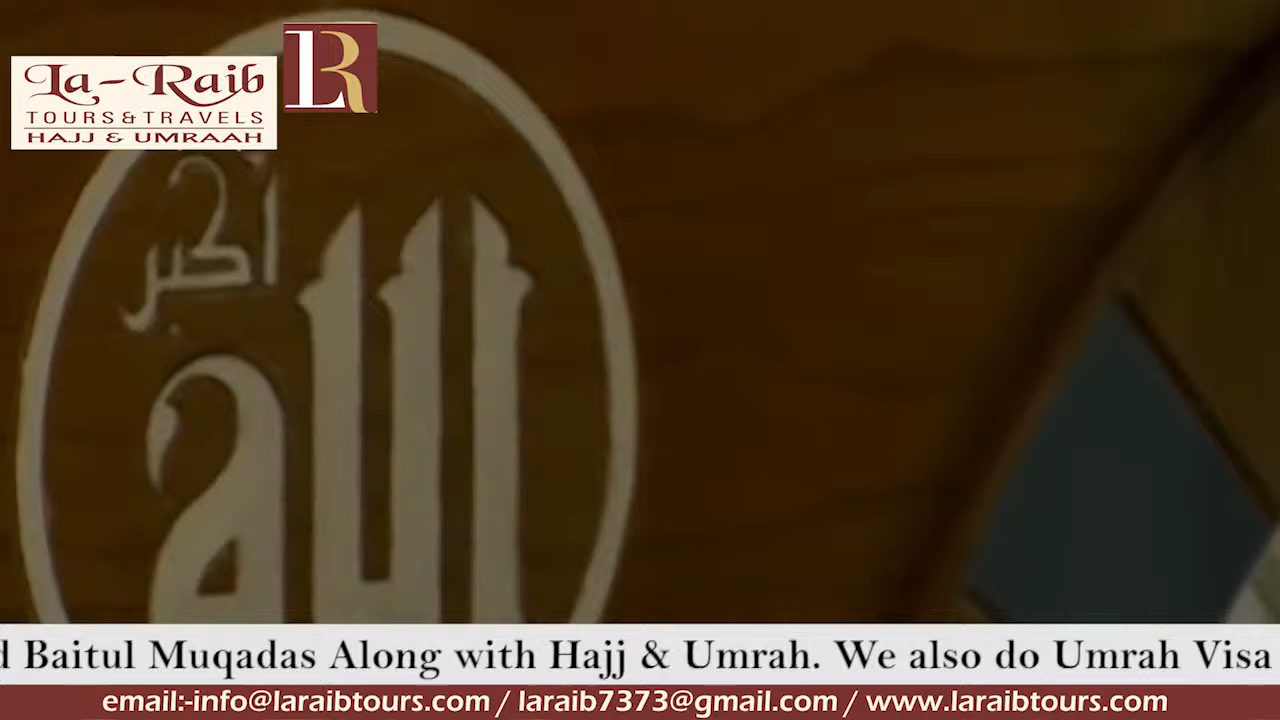 La-Raib
TOURS & TRAVELS
HAJJ & UMRAAH
LR
أكبر
الله
d Baitul Muqadas Along with Hajj & Umrah. We also do Umrah Visa
email:-info@laraibtours.com / laraib7373@gmail.com / www.laraibtours.com